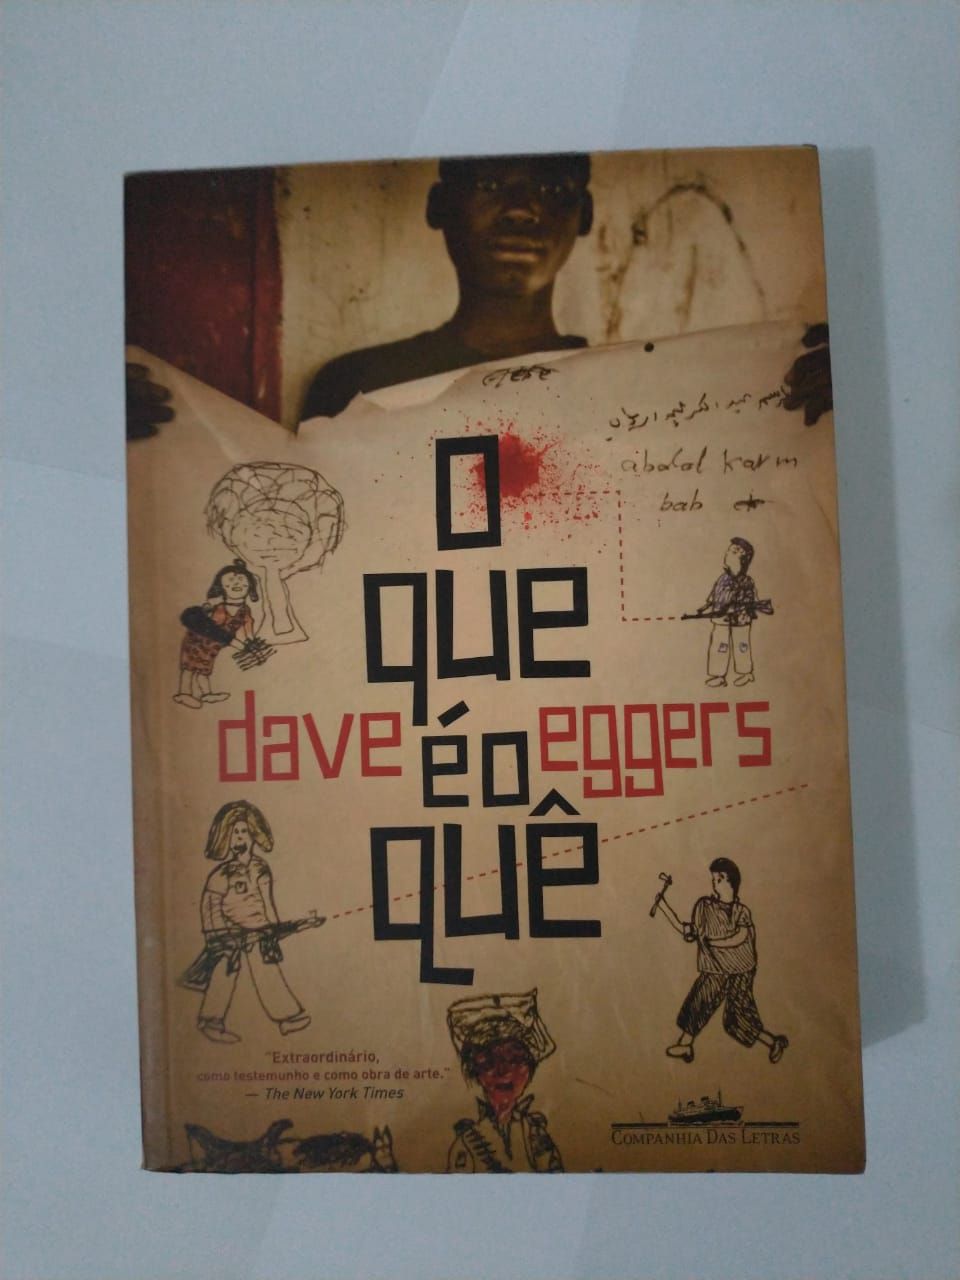 abdol karim
bab
o
que
dave eggers
é o
quê
"Extraordinário,
como testemunho e como obra de arte."
— The New York Times
COMPANHIA DAS LETRAS